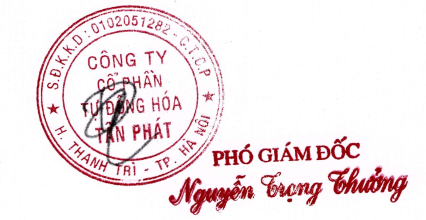 S.Đ.K.K.D: 0102051282 - C.T.C.P
CÔNG TY
CỔ PHẦN
TỰ ĐỘNG HÓA
TÂN PHÁT
H. THANH TRÌ - TP. HÀ NỘI
PHÓ GIÁM ĐỐC
Nguyễn Trọng Thưởng